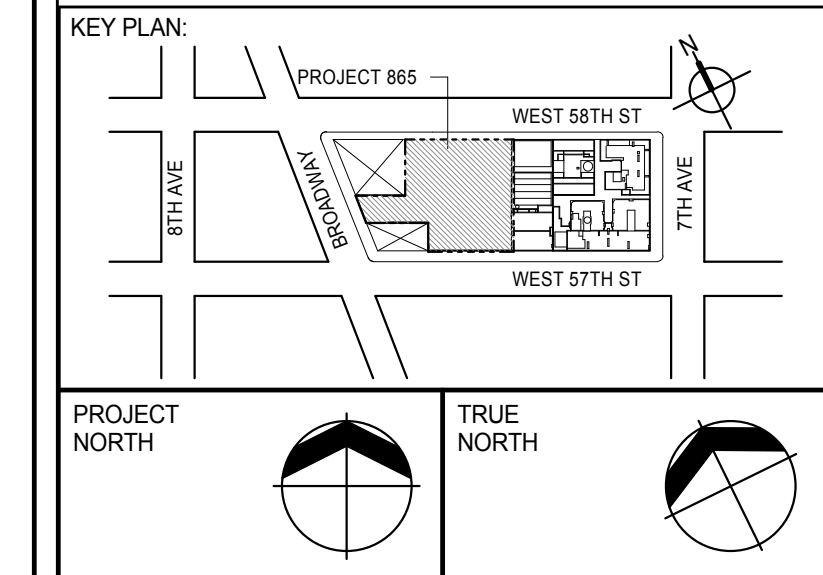 KEY PLAN:
N
PROJECT 865
WEST 58TH ST
8TH AVE
BROADWAY
7TH AVE
WEST 57TH ST
PROJECT
NORTH
TRUE
NORTH